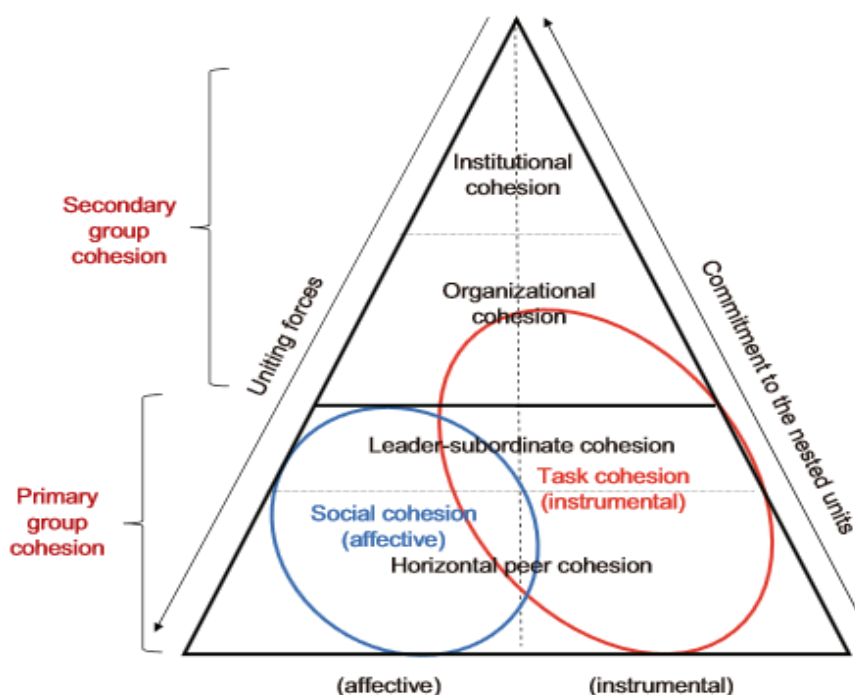 Institutional
cohesion
Secondary
group
cohesion
Organizational
cohesion
Uniting forces
Commitment to the nested units
Leader-subordinate cohesion
Task cohesion
(instrumental)
Primary
group
cohesion
Social cohesion
(affective)
Horizontal peer cohesion
(affective)
(instrumental)